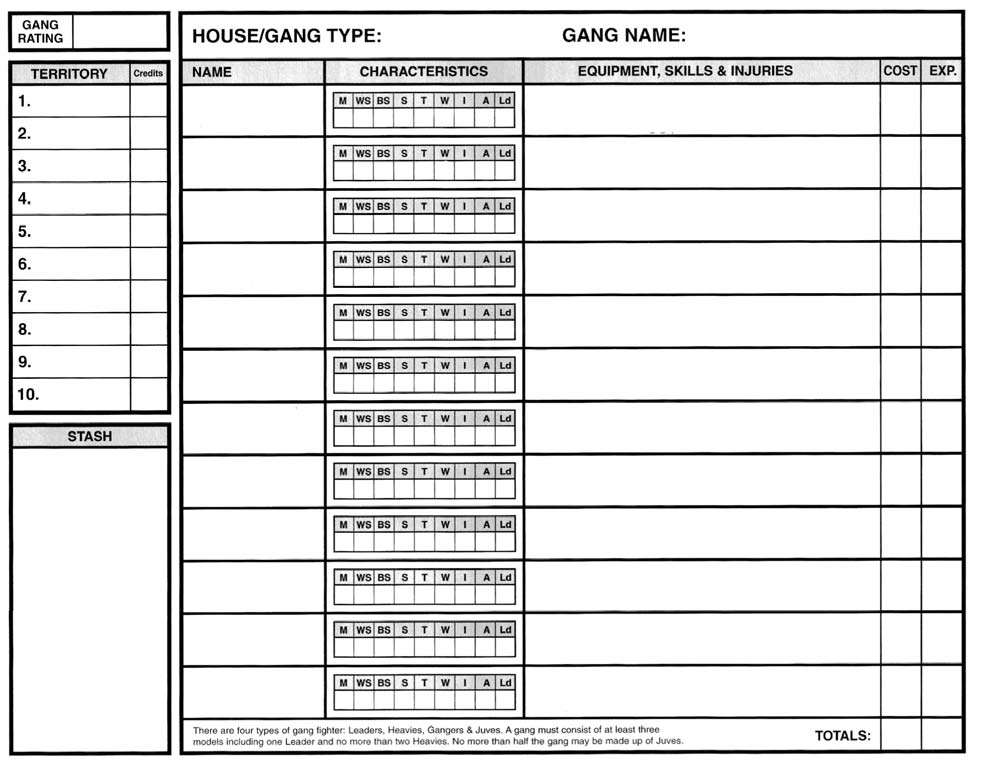 GANG
RATING
TERRITORY Credits
1.
2.
3.
4.
5.
6.
7.
8.
9.
10.
STASH
HOUSE/GANG TYPE: GANG NAME:
NAME CHARACTERISTICS EQUIPMENT, SKILLS & INJURIES COST EXP.
M WS BS S T W I A Ld
M WS BS S T W I A Ld
M WS BS S T W I A Ld
M WS BS S T W I A Ld
M WS BS S T W I A Ld
M WS BS S T W I A Ld
M WS BS S T W I A Ld
M WS BS S T W I A Ld
M WS BS S T W I A Ld
M WS BS S T W I A Ld
M WS BS S T W I A Ld
M WS BS S T W I A Ld
There are four types of gang fighter: Leaders, Heavies, Gangers & Juves. A gang must consist of at least three
models including one Leader and no more than two Heavies. No more than half the gang may be made up of Juves.
TOTALS: